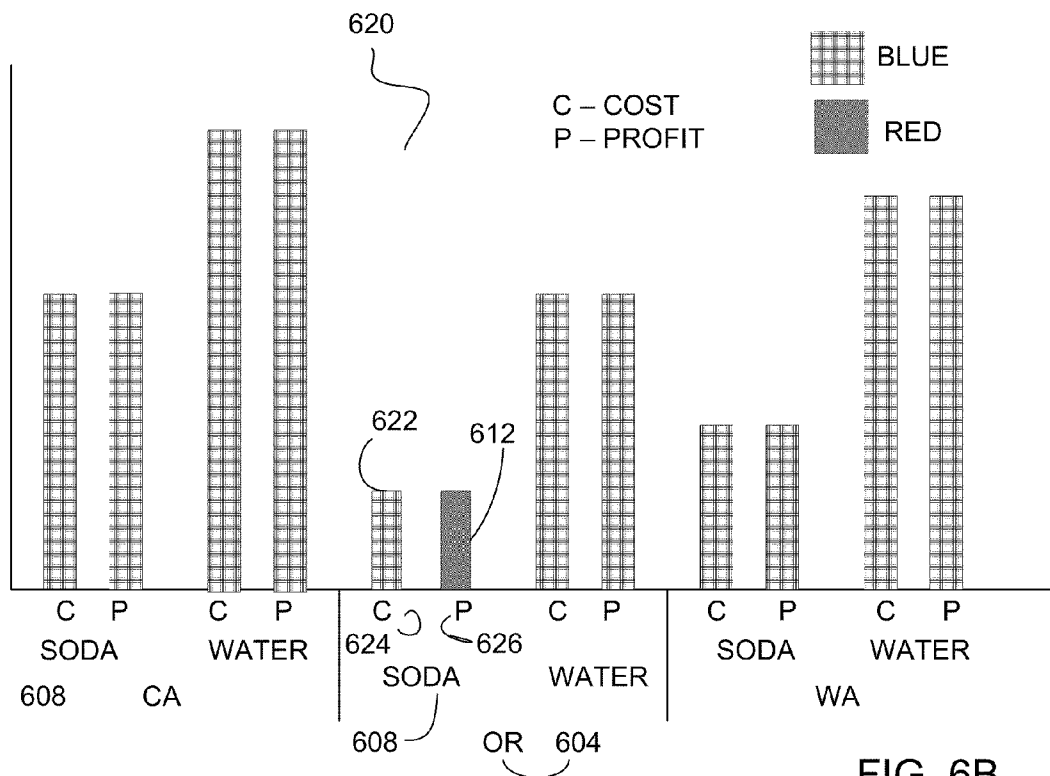 620
BLUE
C – COST
P – PROFIT
RED
622
612
C P C P C P C P C P C P
624 626
SODA WATER SODA WATER
SODA WATER
608 CA WA
608 OR 604
FIG. 6B